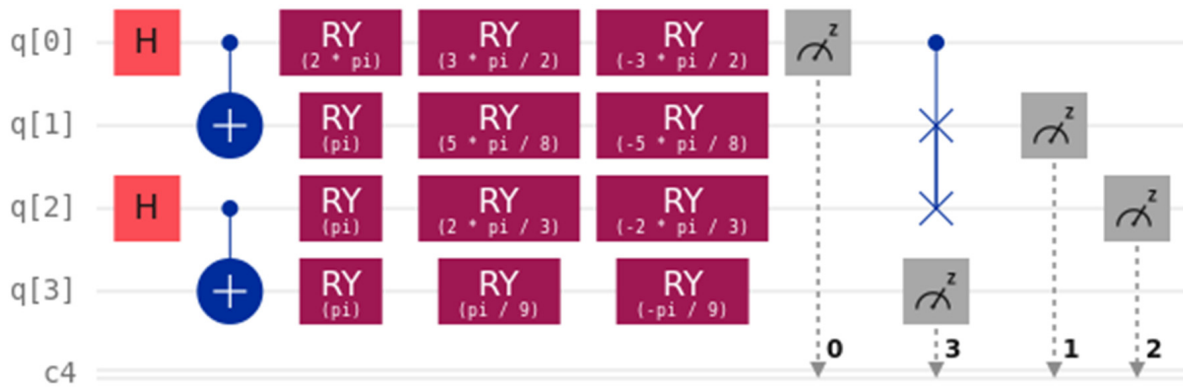 q[0] H RY RY RY z
(2 * pi) (3 * pi / 2) (-3 * pi / 2)
q[1] RY RY RY z
(pi) (5 * pi / 8) (-5 * pi / 8)
q[2] H RY RY RY z
(pi) (2 * pi / 3) (-2 * pi / 3)
q[3] RY RY RY z
(pi) (pi / 9) (-pi / 9)
0 3 1 2
c4